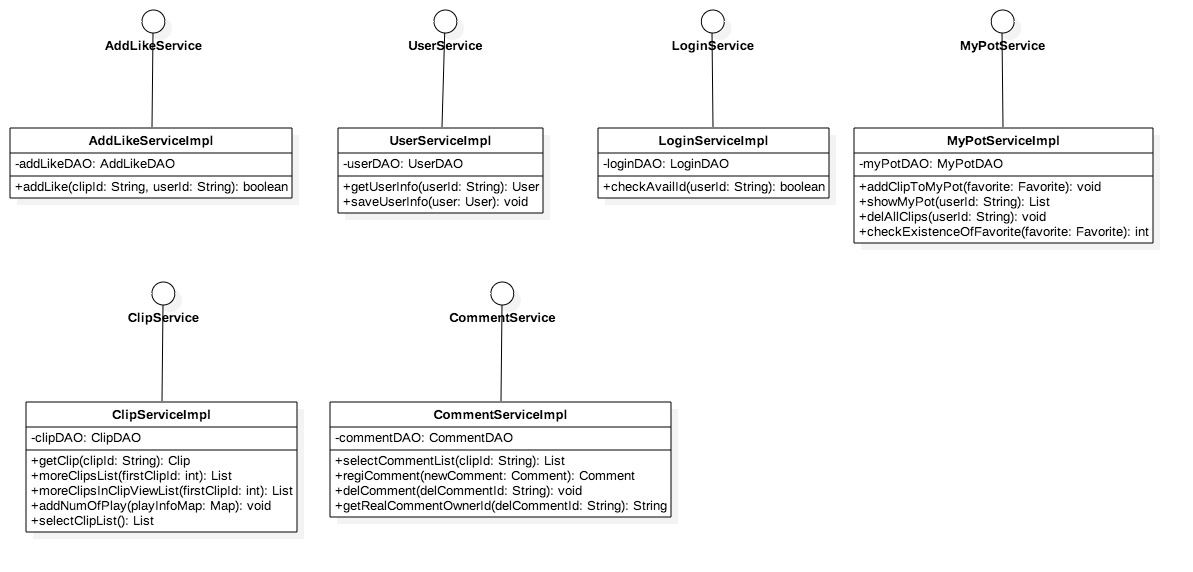 AddLikeService
UserService
LoginService
MyPotService
AddLikeServiceImpl
-addLikeDAO: AddLikeDAO
+addLike(clipId: String, userId: String): boolean
UserServiceImpl
-userDAO: UserDAO
+getUserInfo(userId: String): User
+saveUserInfo(user: User): void
LoginServiceImpl
-loginDAO: LoginDAO
+checkAvailId(userId: String): boolean
MyPotServiceImpl
-myPotDAO: MyPotDAO
+addClipToMyPot(favorite: Favorite): void
+showMyPot(userId: String): List
+delAllClips(userId: String): void
+checkExistenceOfFavorite(favorite: Favorite): int
ClipService
CommentService
ClipServiceImpl
-clipDAO: ClipDAO
+getClip(clipId: String): Clip
+moreClipsList(firstClipId: int): List
+moreClipsInClipViewList(firstClipId: int): List
+addNumOfPlay(playInfoMap: Map): void
+selectClipList(): List
CommentServiceImpl
-commentDAO: CommentDAO
+selectCommentList(clipId: String): List
+regiComment(newComment: Comment): Comment
+delComment(delCommentId: String): void
+getRealCommentOwnerId(delCommentId: String): String